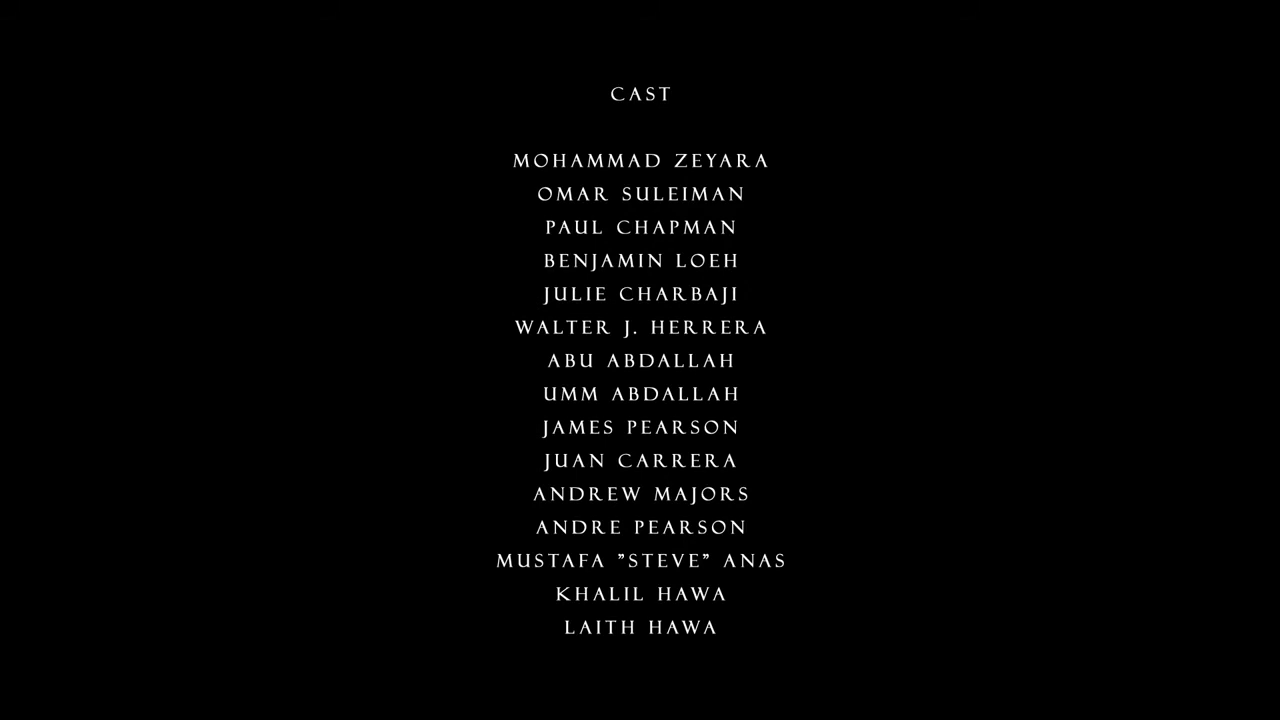 CAST
MOHAMMAD ZEYARA
OMAR SULEIMAN
PAUL CHAPMAN
BENJAMIN LOEH
JULIE CHARBAJI
WALTER J. HERRERA
ABU ABDALLAH
UMM ABDALLAH
JAMES PEARSON
JUAN CARRERA
ANDREW MAJORS
ANDRE PEARSON
MUSTAFA ”STEVE” ANAS
KHALIL HAWA
LAITH HAWA